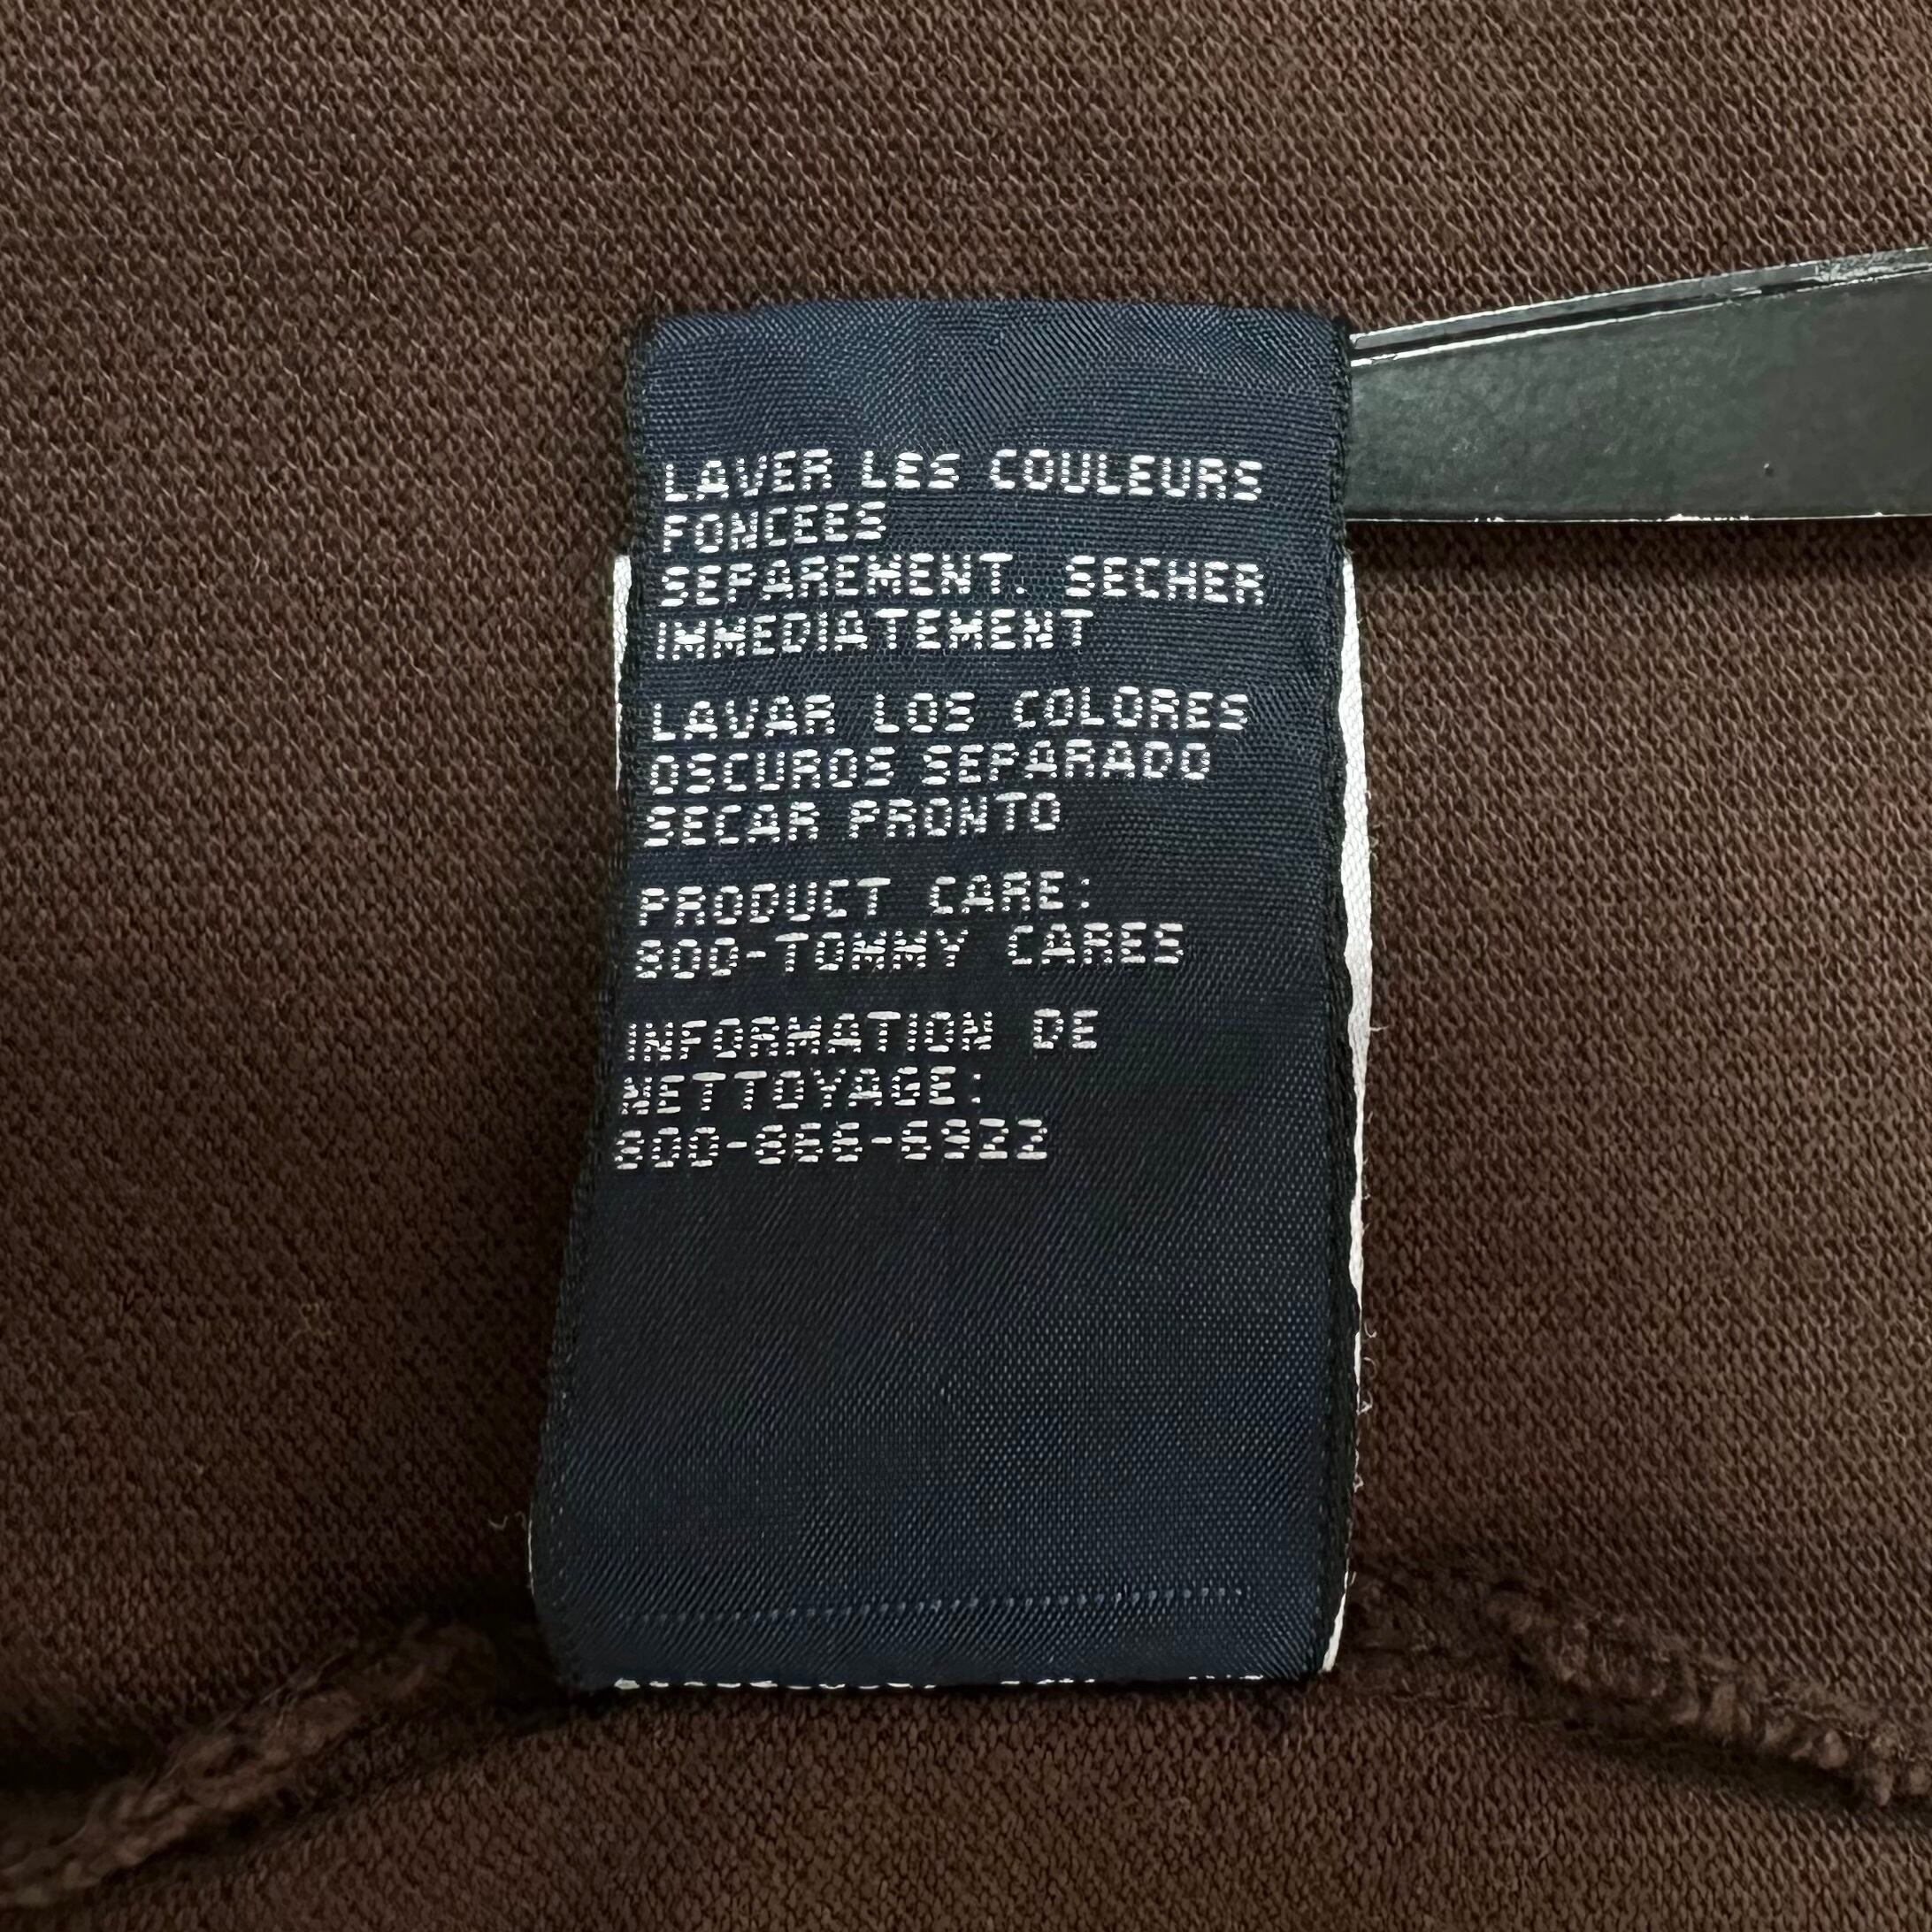 LAVER LES COULEURS
FONCEES
SEPAREMENT. SECHER
IMMEDIATEMENT
LAVAR LOS COLORES
OSCUROS SEPARADO
SECAR PRONTO
PRODUCT CARE:
800-TOMMY CARES
INFORMATION DE
NETTOYAGE:
800-866-6922